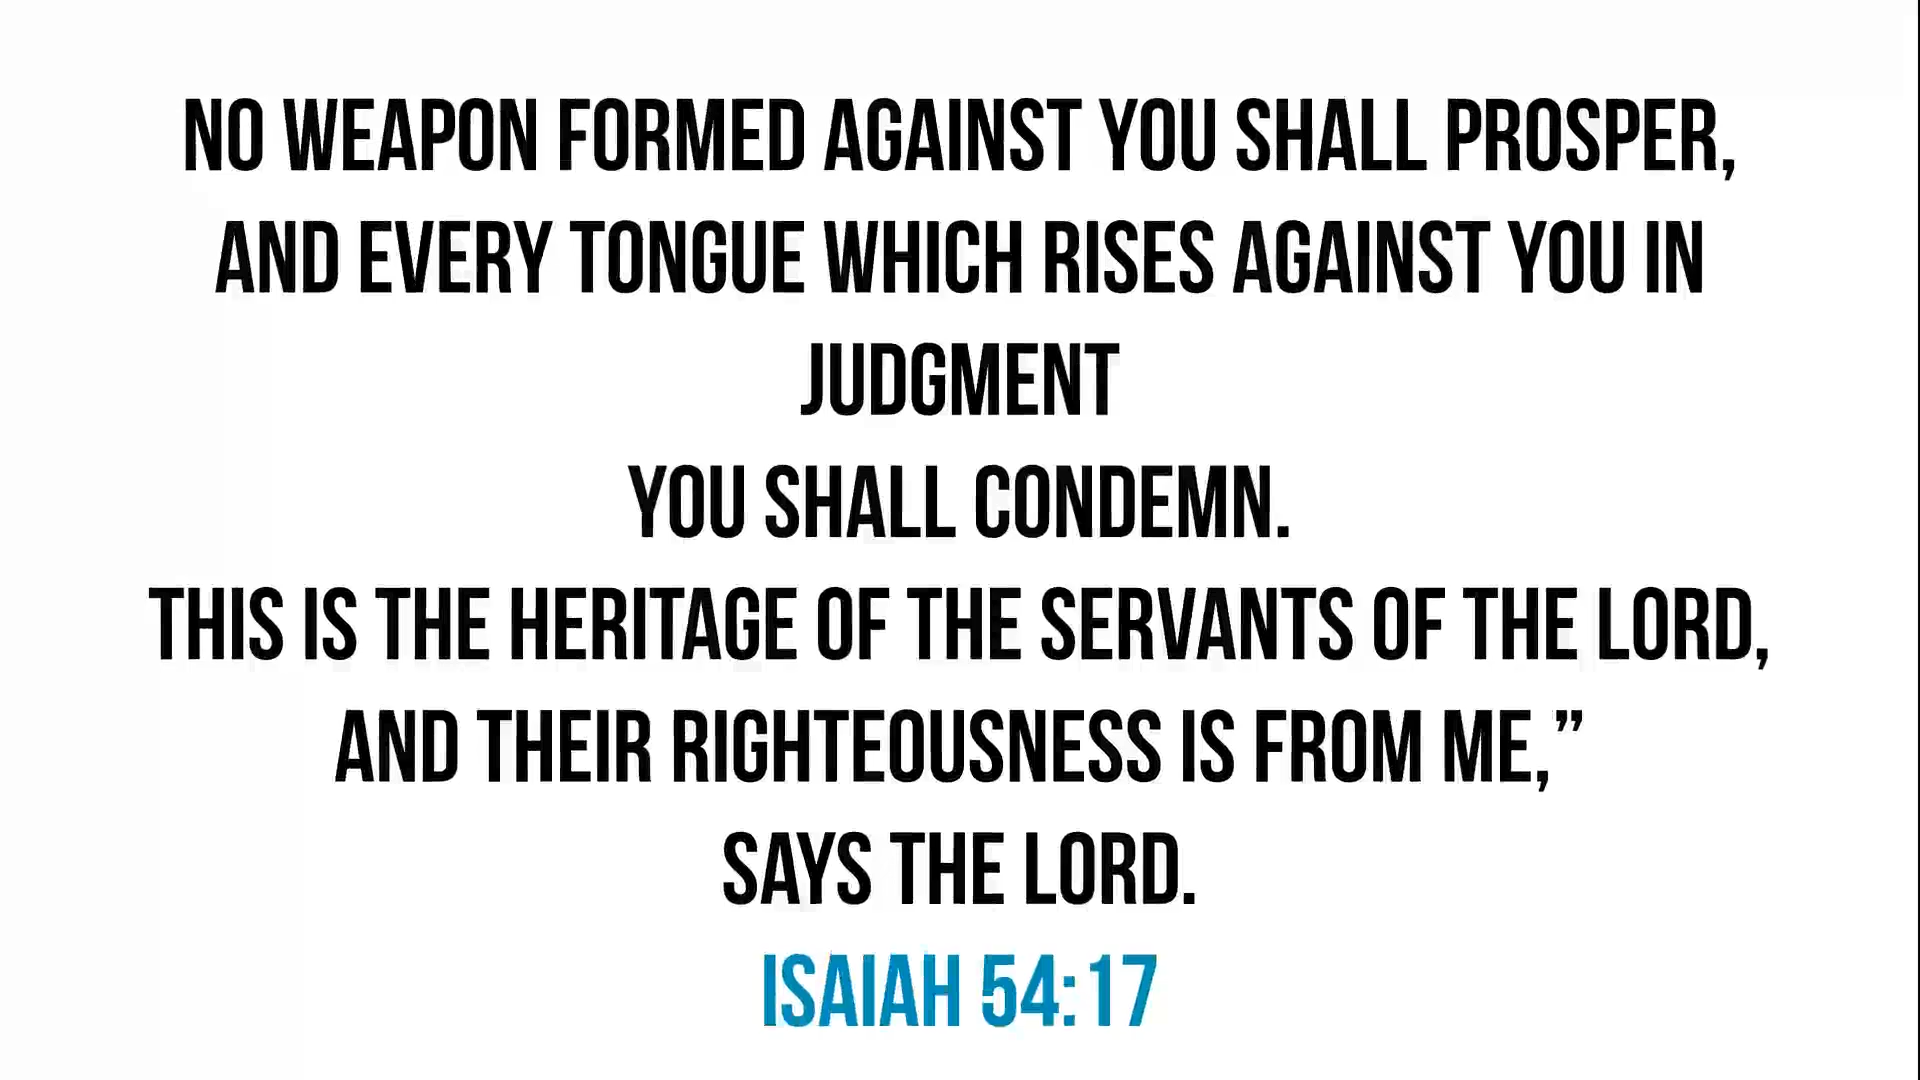 NO WEAPON FORMED AGAINST YOU SHALL PROSPER,
AND EVERY TONGUE WHICH RISES AGAINST YOU IN
JUDGMENT
YOU SHALL CONDEMN.
THIS IS THE HERITAGE OF THE SERVANTS OF THE LORD,
AND THEIR RIGHTEOUSNESS IS FROM ME,”
SAYS THE LORD.
ISAIAH 54:17